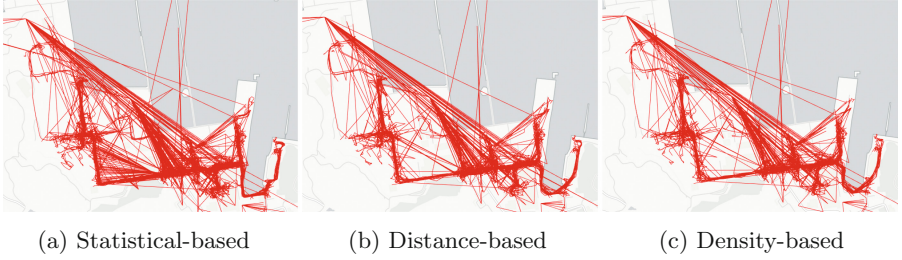 (a) Statistical-based
(b) Distance-based
(c) Density-based